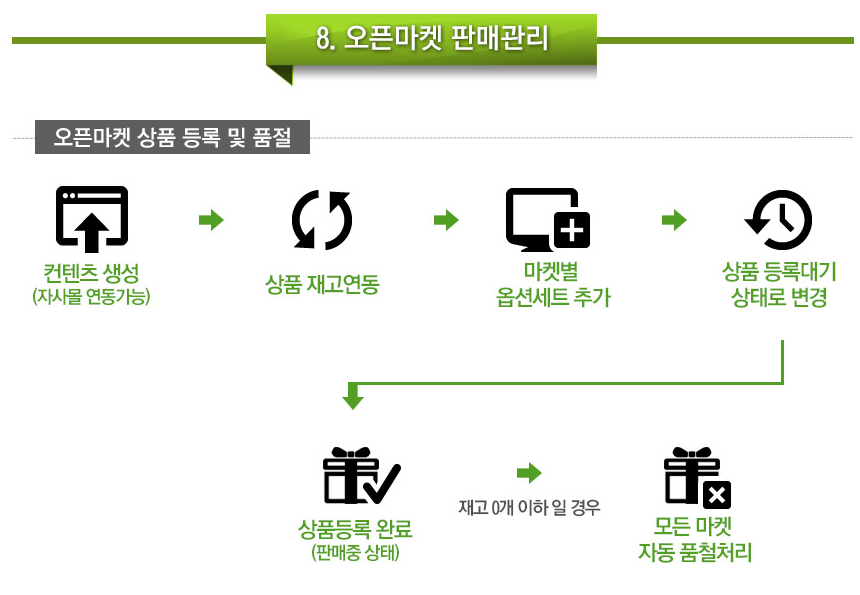 8. 오픈마켓 판매관리
오픈마켓 상품 등록 및 품절
컨텐츠 생성
(자사몰 연동가능)
상품 재고연동
마켓별
옵션세트 추가
상품 등록대기
상태로 변경
상품등록 완료
(판매중 상태)
재고 0개 이하 일 경우
모든 마켓
자동 품철처리